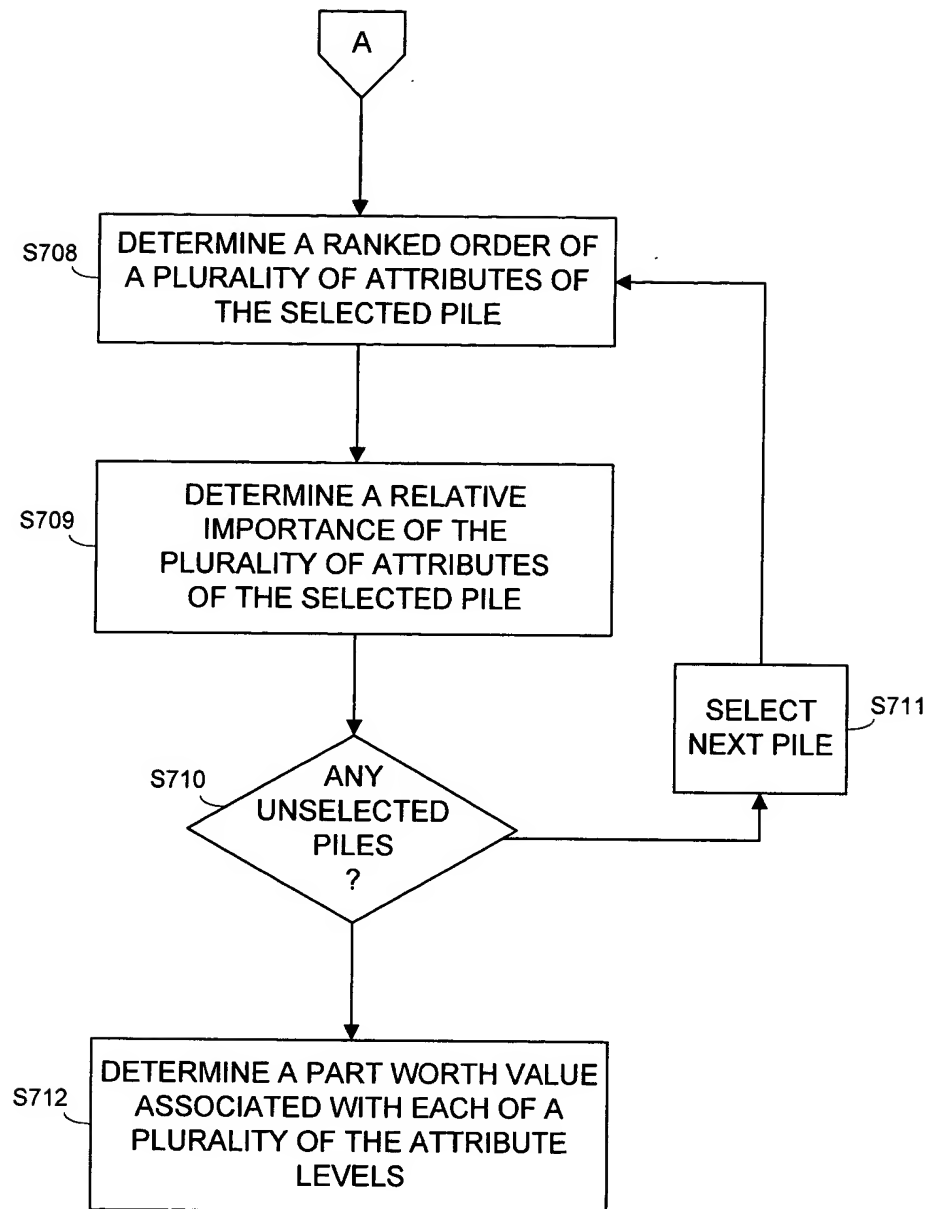 A
S708
DETERMINE A RANKED ORDER OF
A PLURALITY OF ATTRIBUTES OF
THE SELECTED PILE
S709
DETERMINE A RELATIVE
IMPORTANCE OF THE
PLURALITY OF ATTRIBUTES
OF THE SELECTED PILE
S710
ANY
UNSELECTED
PILES
?
SELECT
NEXT PILE
S711
S712
DETERMINE A PART WORTH VALUE
ASSOCIATED WITH EACH OF A
PLURALITY OF THE ATTRIBUTE
LEVELS